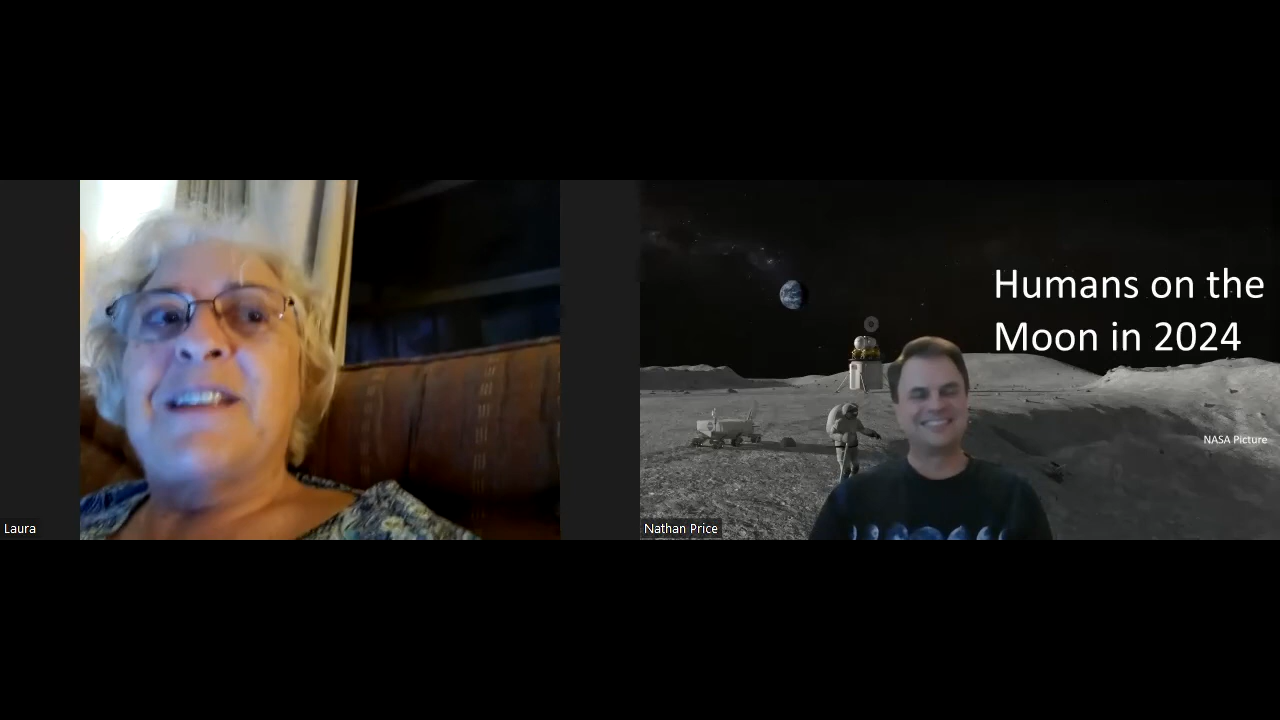 Humans on the
Moon in 2024
NASA Picture
Laura
Nathan Price